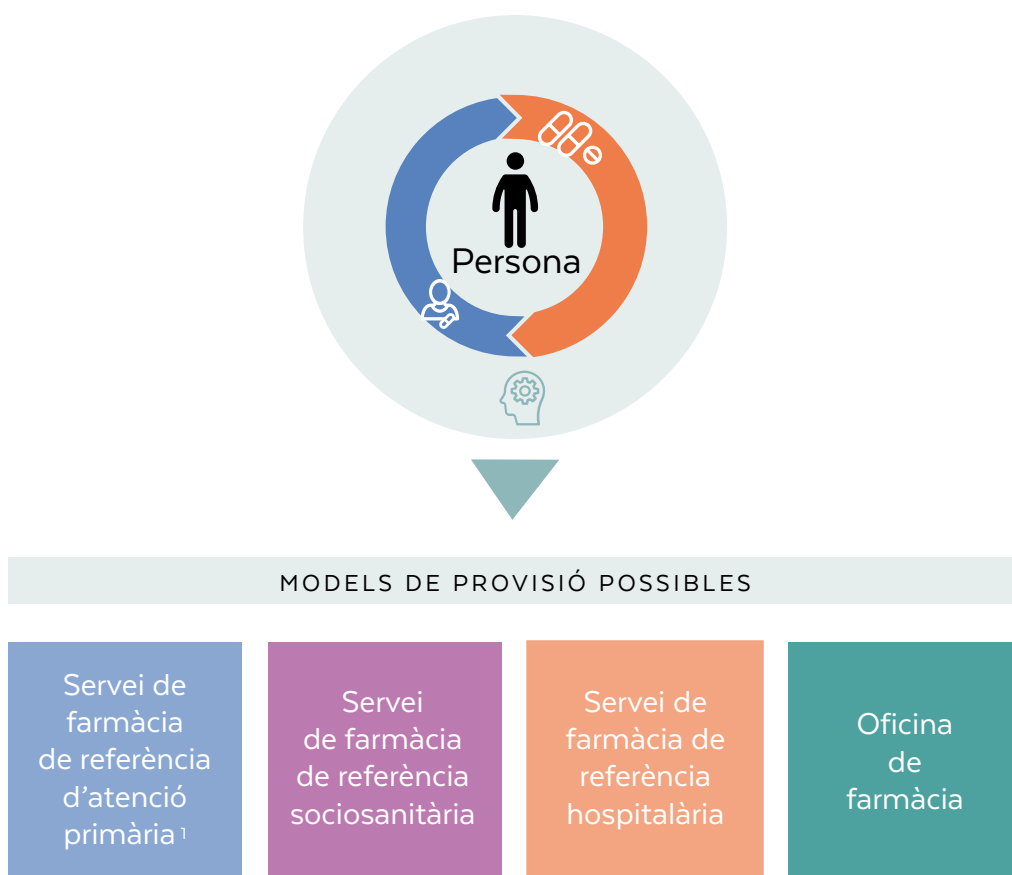 Persona
MODELS DE PROVISIÓ POSSIBLES
Servei de
farmàcia
de referència
d’atenció
primària 1
Servei
de farmàcia
de referència
sociosanitària
Servei de
farmàcia de
referència
hospitalària
Oficina
de
farmàcia